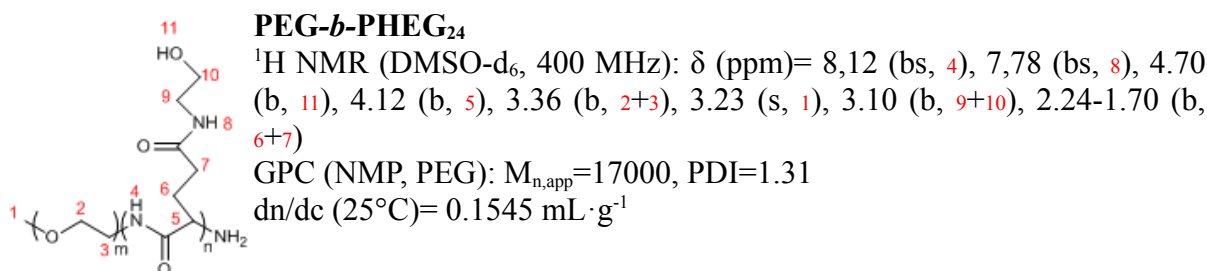 PEG-b-PHEG24
1H NMR (DMSO-d6, 400 MHz): δ (ppm)= 8,12 (bs, 4), 7,78 (bs, 8), 4.70
(b, 11), 4.12 (b, 5), 3.36 (b, 2+3), 3.23 (s, 1), 3.10 (b, 9+10), 2.24-1.70 (b,
6+7)
GPC (NMP, PEG): Mn,app=17000, PDI=1.31
dn/dc (25°C)= 0.1545 mL·g-1
11
HO
10
9
NH 8
O
7
6
4
H
N
1
2
5
O
3
m
n
NH2
O